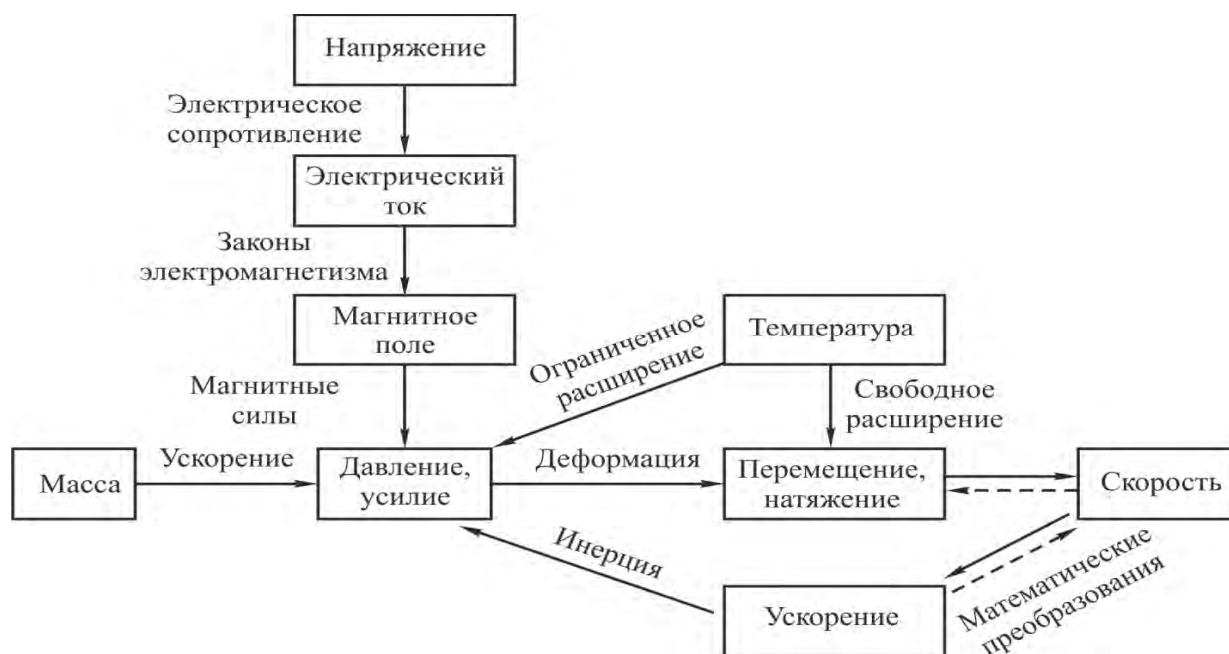 Напряжение
Электрическое
сопротивление
Электрический
ток
Законы
электромагнетизма
Магнитное
поле
Температура
Ограниченное
расширение
Магнитные
силы
Свободное
расширение
Масса
Ускорение
Давление,
усилие
Деформация
Перемещение,
натяжение
Скорость
Инерция
Ускорение
Математические
преобразования